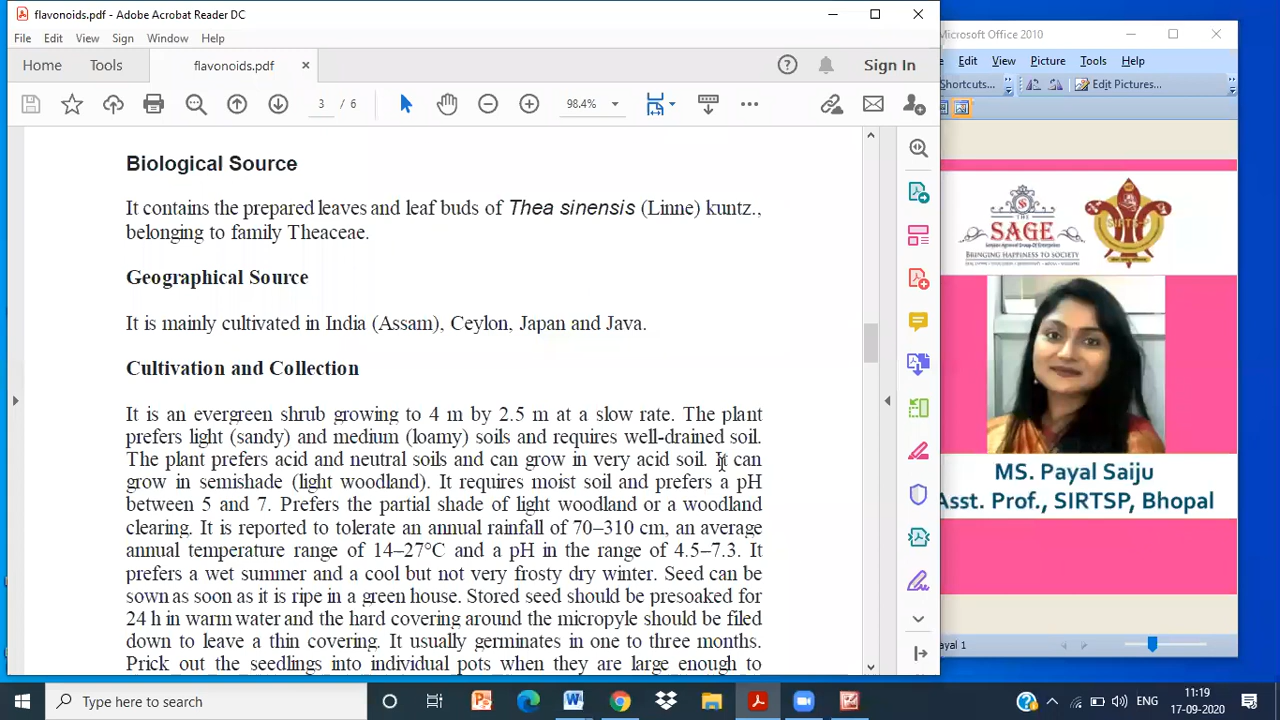 flavonoids.pdf - Adobe Acrobat Reader DC
File Edit View Sign Window Help
Home Tools flavonoids.pdf × Sign In
3 / 6 98.4%
Biological Source
It contains the prepared leaves and leaf buds of Thea sinensis (Linne) kuntz.,
belonging to family Theacere.
Geographical Source
It is mainly cultivated in India (Assam), Ceylon, Japan and Java.
Cultivation and Collection
It is an evergreen shrub growing to 4 m by 2.5 m at a slow rate. The plant
prefers light (sandy) and medium (loamy) soils and requires well-drained soil.
The plant prefers acid and neutral soils and can grow in very acid soil. It can
grow in semishade (light woodland). It requires moist soil and prefers a pH
between 5 and 7. Prefers the partial shade of light woodland or a woodland
clearing. It is reported to tolerate an annual rainfall of 70–310 cm, an average
annual temperature range of 14–27°C and a pH in the range of 4.5–7.3. It
prefers a wet summer and a cool but not very frosty dry winter. Seed can be
sown as soon as it is ripe in a green house. Stored seed should be presoaked for
24 h in warm water and the hard covering around the micropyle should be filed
down to leave a thin covering. It usually germinates in one to three months.
Prick out the seedlings into individual pots when they are large enough to
Microsoft Office 2010
Edit View Picture Tools Help
Shortcuts... Edit Pictures...
THE
SAGE
BRINGING HAPPINESS TO SOCIETY
SIRTS-P
MS. Payal Saiju
Asst. Prof., SIRTSP, Bhopal
ayal 1
Type here to search
ENG
11:19
17-09-2020